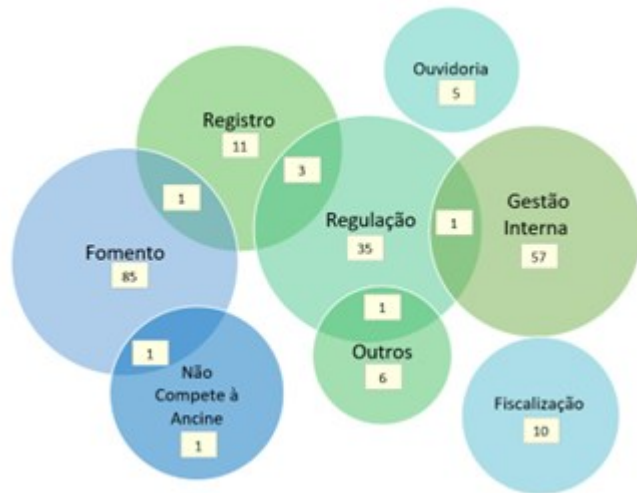 Ouvidoria
5
Registro
11
3
1
Regulação
35
1
Gestão
Interna
57
Fomento
85
1
Outros
6
1
Não
Compete à
Ancine
1
Fiscalização
10